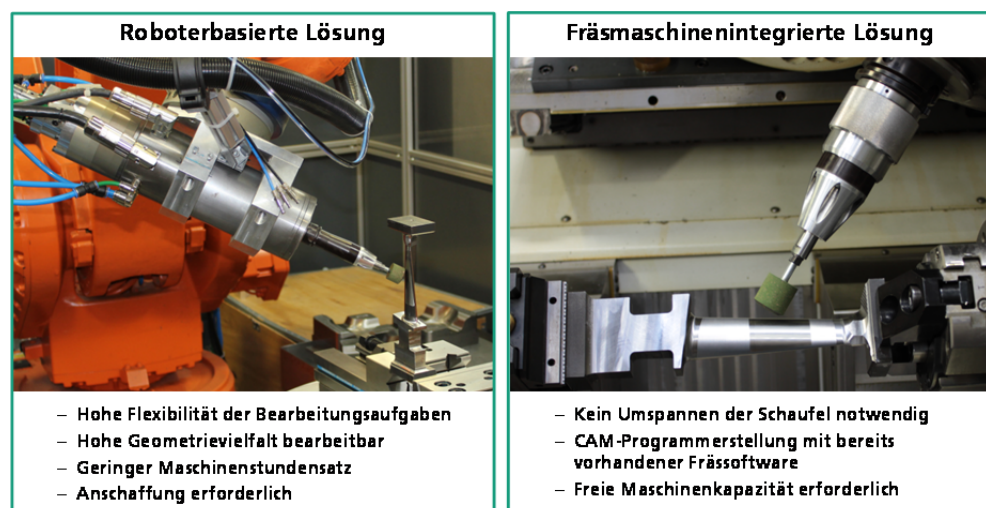 Roboterbasierte Lösung
– Hohe Flexibilität der Bearbeitungsaufgaben
– Hohe Geometrievielfalt bearbeitbar
– Geringer Maschinenstundensatz
– Anschaffung erforderlich
Fräsmaschinenintegrierte Lösung
– Kein Umspannen der Schaufel notwendig
– CAM-Programmerstellung mit bereits
vorhandener Frässoftware
– Freie Maschinenkapazität erforderlich